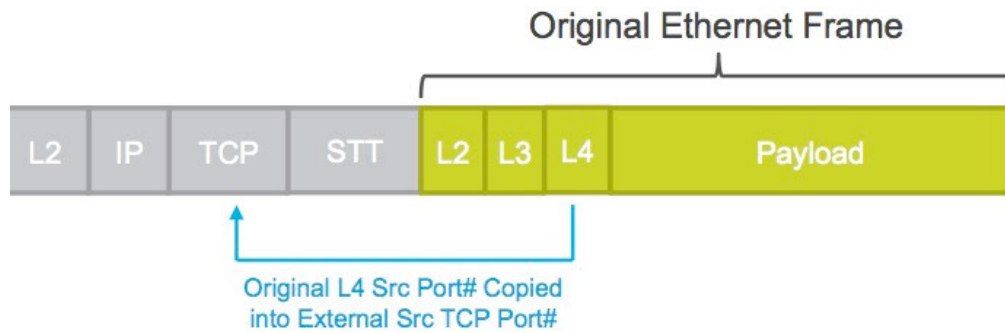 Original Ethernet Frame
L2 IP TCP STT L2 L3 L4 Payload
Original L4 Src Port# Copied
into External Src TCP Port#